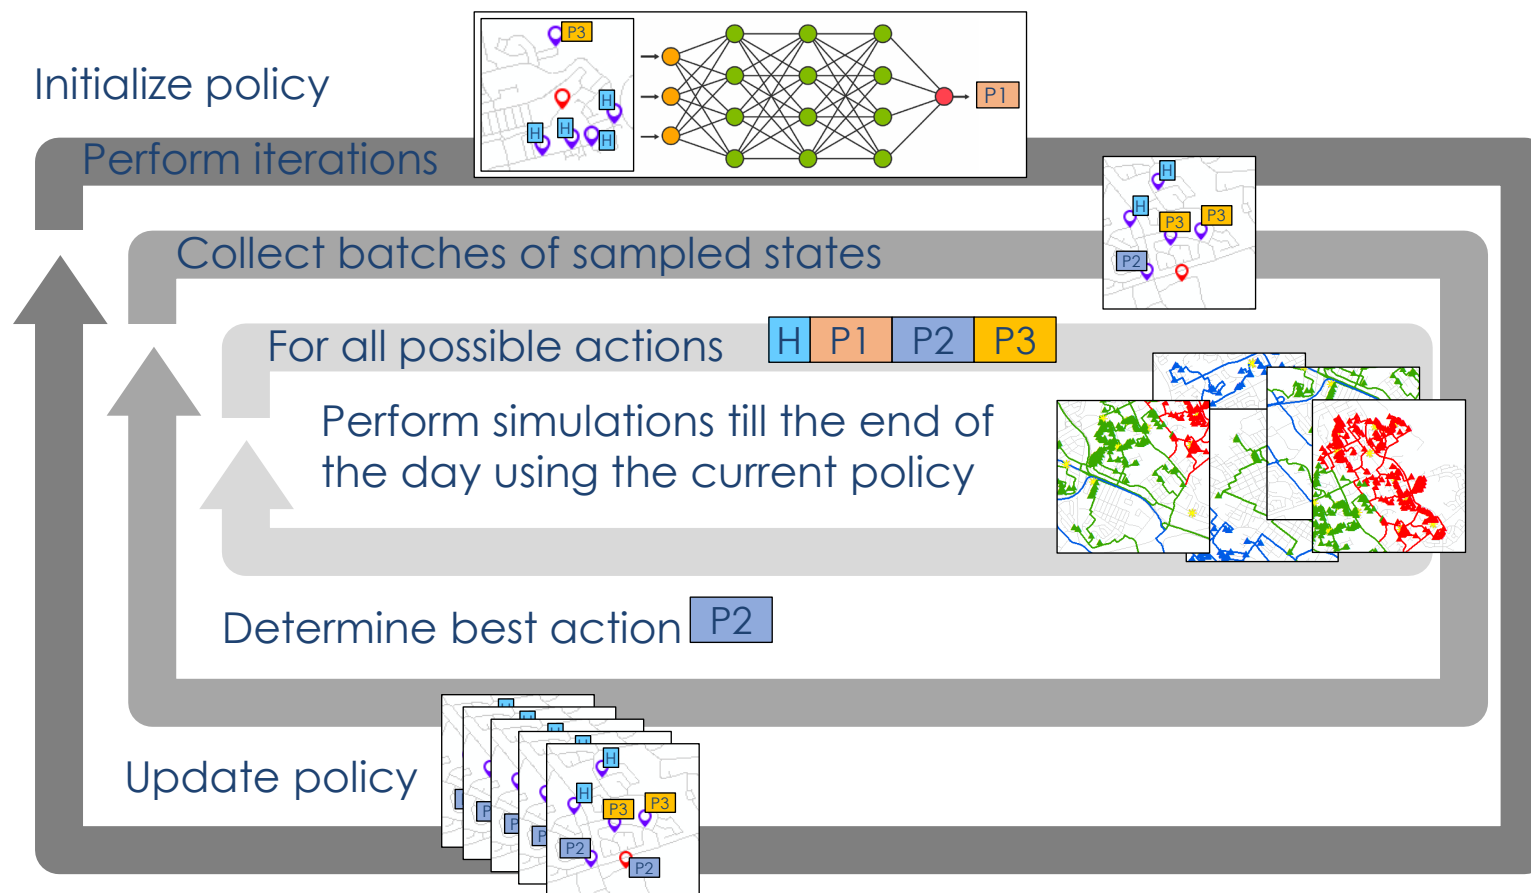 P3
Initialize policy
H
P1
H
H
H
Perform iterations
H
H
P3
P3
Collect batches of sampled states
P2
For all possible actions
H P1 P2 P3
Perform simulations till the end of
the day using the current policy
Determine best action P2
H
H
H
H
H
Update policy
H
P3
P3
P
P
P
P2
P2